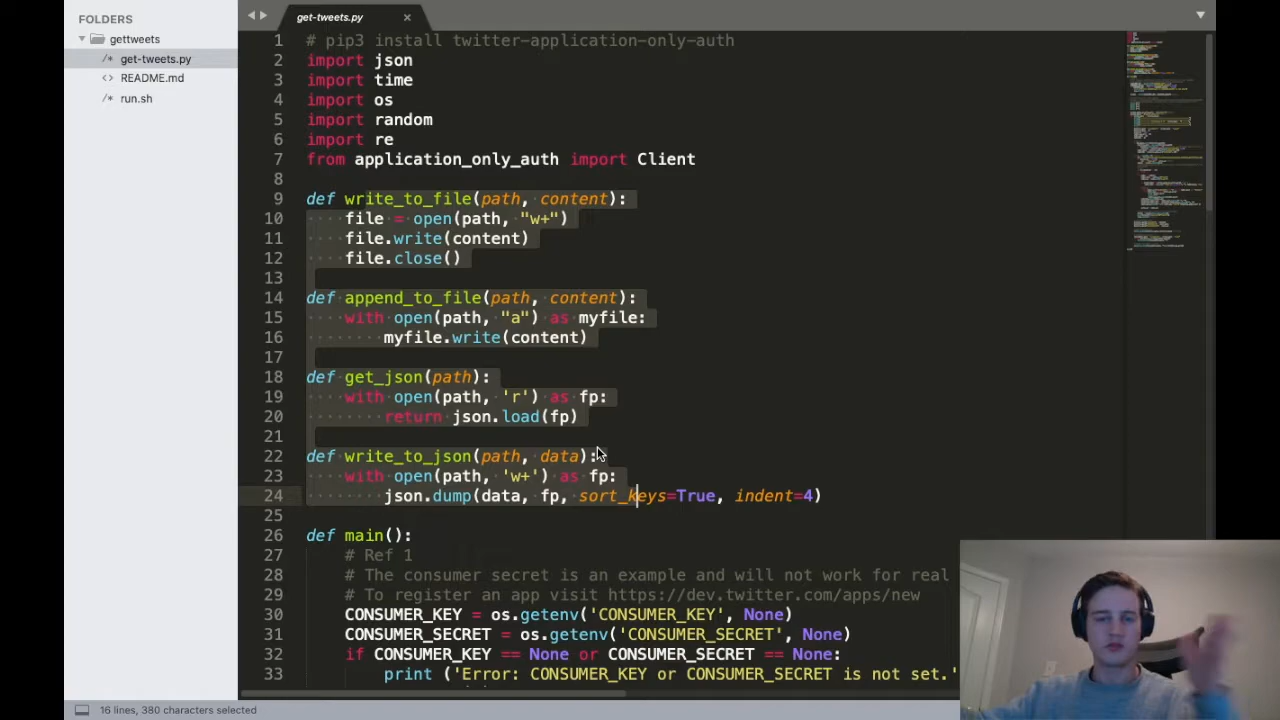 FOLDERS
gettweets
/* get-tweets.py
<> README.md
/* run.sh
get-tweets.py ×
1 # pip3 install twitter-application-only-auth
2 import json
3 import time
4 import os
5 import random
6 import re
7 from application_only_auth import Client
8
9 def write_to_file(path, content):
10 file = open(path, "w+")
11 file.write(content)
12 file.close()
13
14 def append_to_file(path, content):
15 with open(path, "a") as myfile:
16 myfile.write(content)
17
18 def get_json(path):
19 with open(path, 'r') as fp:
20 return json.load(fp)
21
22 def write_to_json(path, data):
23 with open(path, 'w+') as fp:
24 json.dump(data, fp, sort_keys=True, indent=4)
25
26 def main():
27 # Ref 1
28 # The consumer secret is an example and will not work for real
29 # To register an app visit https://dev.twitter.com/apps/new
30 CONSUMER_KEY = os.getenv('CONSUMER_KEY', None)
31 CONSUMER_SECRET = os.getenv('CONSUMER_SECRET', None)
32 if CONSUMER_KEY == None or CONSUMER_SECRET == None:
33 print ('Error: CONSUMER_KEY or CONSUMER_SECRET is not set.'
16 lines, 380 characters selected